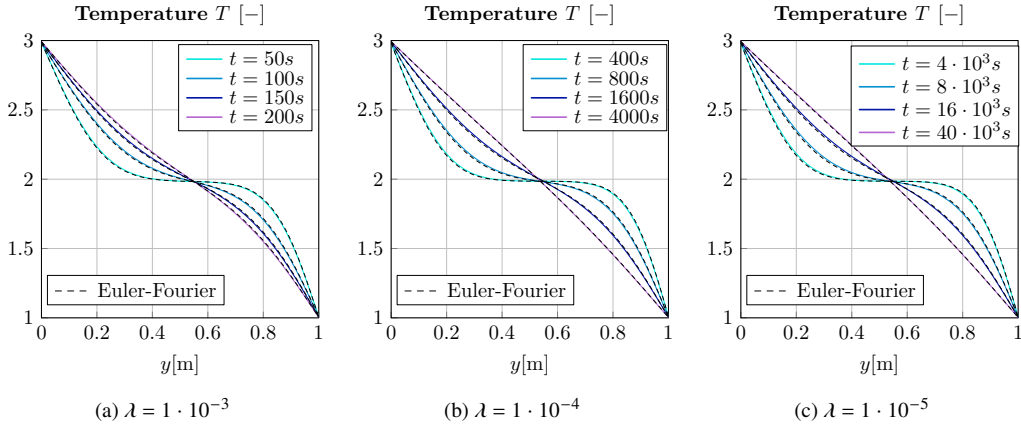 Temperature T [−]
3
2.5
2
1.5
1
0
0.2
0.4
0.6
0.8
1
y[m]
t = 50s
t = 100s
t = 150s
t = 200s
Euler-Fourier
(a) λ = 1 · 10⁻³
Temperature T [−]
3
2.5
2
1.5
1
0
0.2
0.4
0.6
0.8
1
y[m]
t = 400s
t = 800s
t = 1600s
t = 4000s
Euler-Fourier
(b) λ = 1 · 10⁻⁴
Temperature T [−]
3
2.5
2
1.5
1
0
0.2
0.4
0.6
0.8
1
y[m]
t = 4 · 10³s
t = 8 · 10³s
t = 16 · 10³s
t = 40 · 10³s
Euler-Fourier
(c) λ = 1 · 10⁻⁵